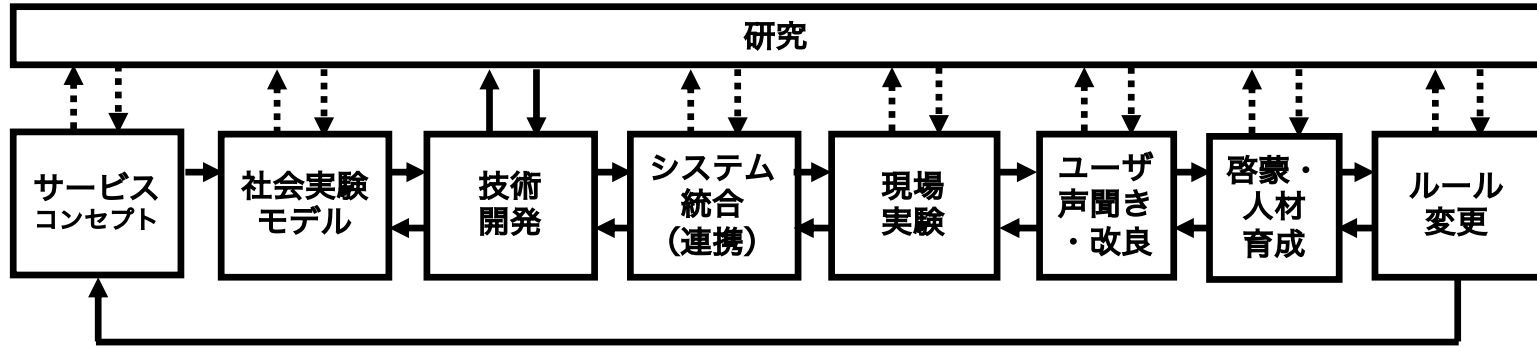 研究
サービス
コンセプト
社会実験
モデル
技術
開発
システム
統合
（連携）
現場
実験
ユーザ
声聞き
・改良
啓蒙・
人材
育成
ルール
変更